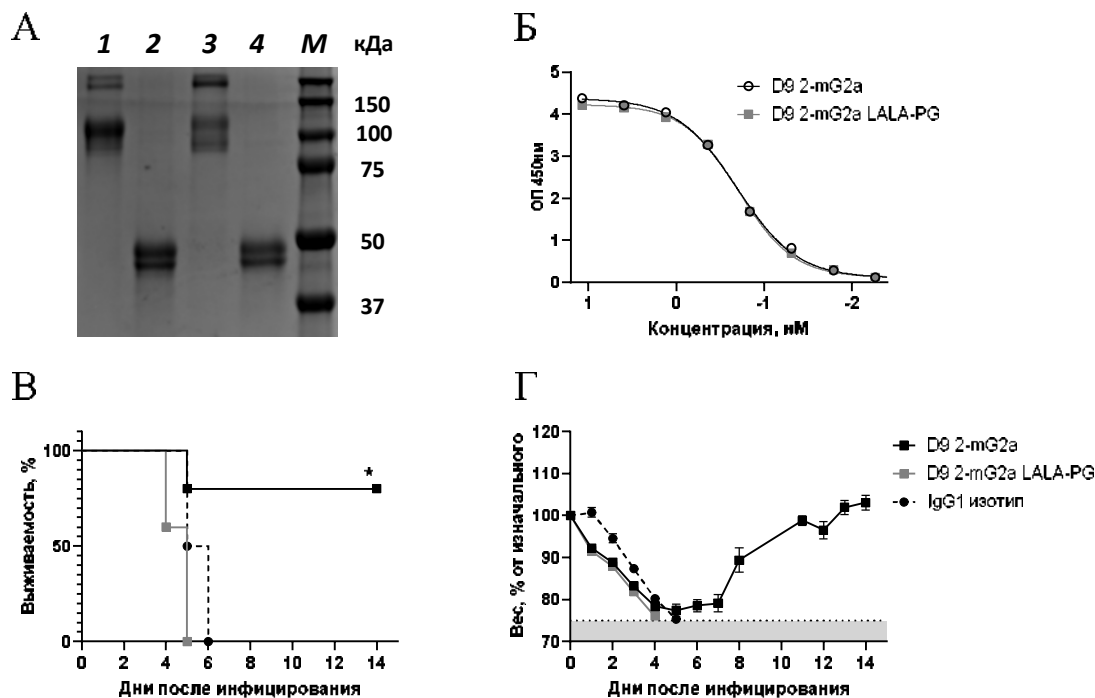 А
1 2 3 4 М кДа
150
100
75
50
37
Б
D9 2-mG2a
D9 2-mG2a LALA-PG
ОП 450нм
5
4
3
2
1
0
1 0 -1 -2
Концентрация, нМ
В
Выживаемость, %
100
50
0
*
0 2 4 6 8 10 12 14
Дни после инфицирования
Г
Вес, % от изначального
120
110
100
90
80
70
D9 2-mG2a
D9 2-mG2a LALA-PG
IgG1 изотип
0 2 4 6 8 10 12 14
Дни после инфицирования